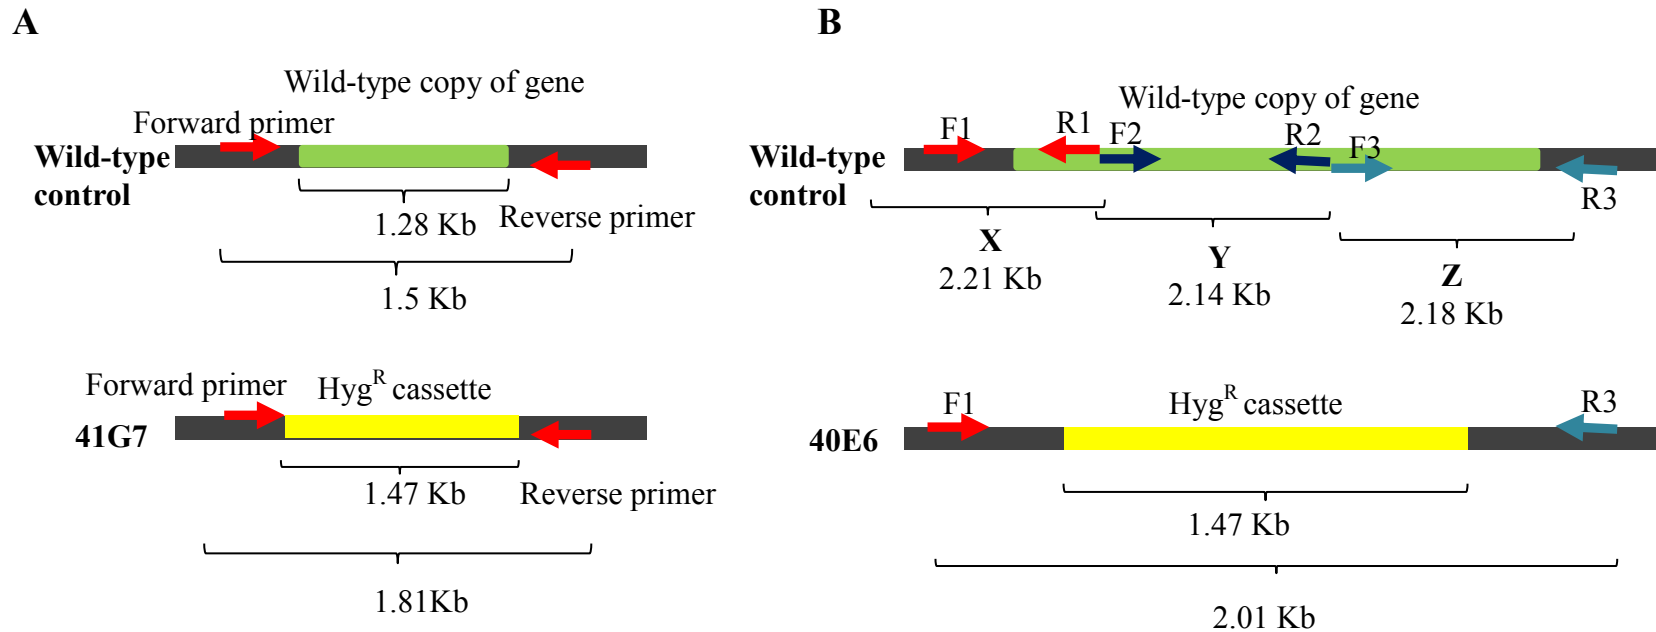 A
Wild-type copy of gene
Forward primer
Wild-type
control
1.28 Kb
Reverse primer
1.5 Kb
Forward primer
Hyg^R cassette
41G7
1.47 Kb
Reverse primer
1.81Kb
B
Wild-type copy of gene
F1
R1
F2
R2
F3
Wild-type
control
R3
X
2.21 Kb
Y
2.14 Kb
Z
2.18 Kb
F1
Hyg^R cassette
R3
40E6
1.47 Kb
2.01 Kb